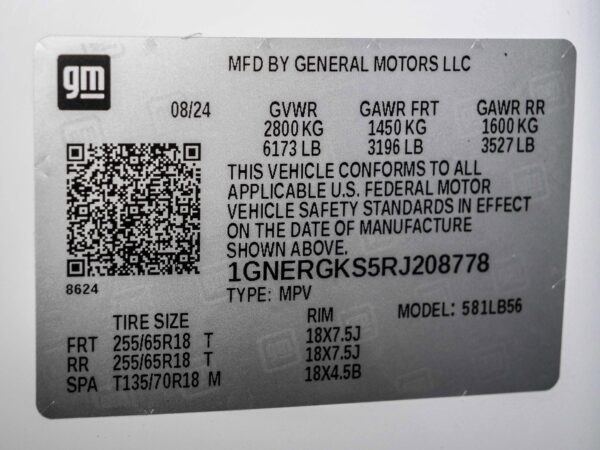 gm
MFD BY GENERAL MOTORS LLC
08/24 GVWR GAWR FRT GAWR RR
2800 KG 1450 KG 1600 KG
6173 LB 3196 LB 3527 LB
THIS VEHICLE CONFORMS TO ALL
APPLICABLE U.S. FEDERAL MOTOR
VEHICLE SAFETY STANDARDS IN EFFECT
ON THE DATE OF MANUFACTURE
SHOWN ABOVE.
8624
1GNERGKS5RJ208778
TYPE: MPV
MODEL: 581LB56
TIRE SIZE RIM
FRT 255/65R18 T 18X7.5J
RR 255/65R18 T 18X7.5J
SPA T135/70R18 M 18X4.5B